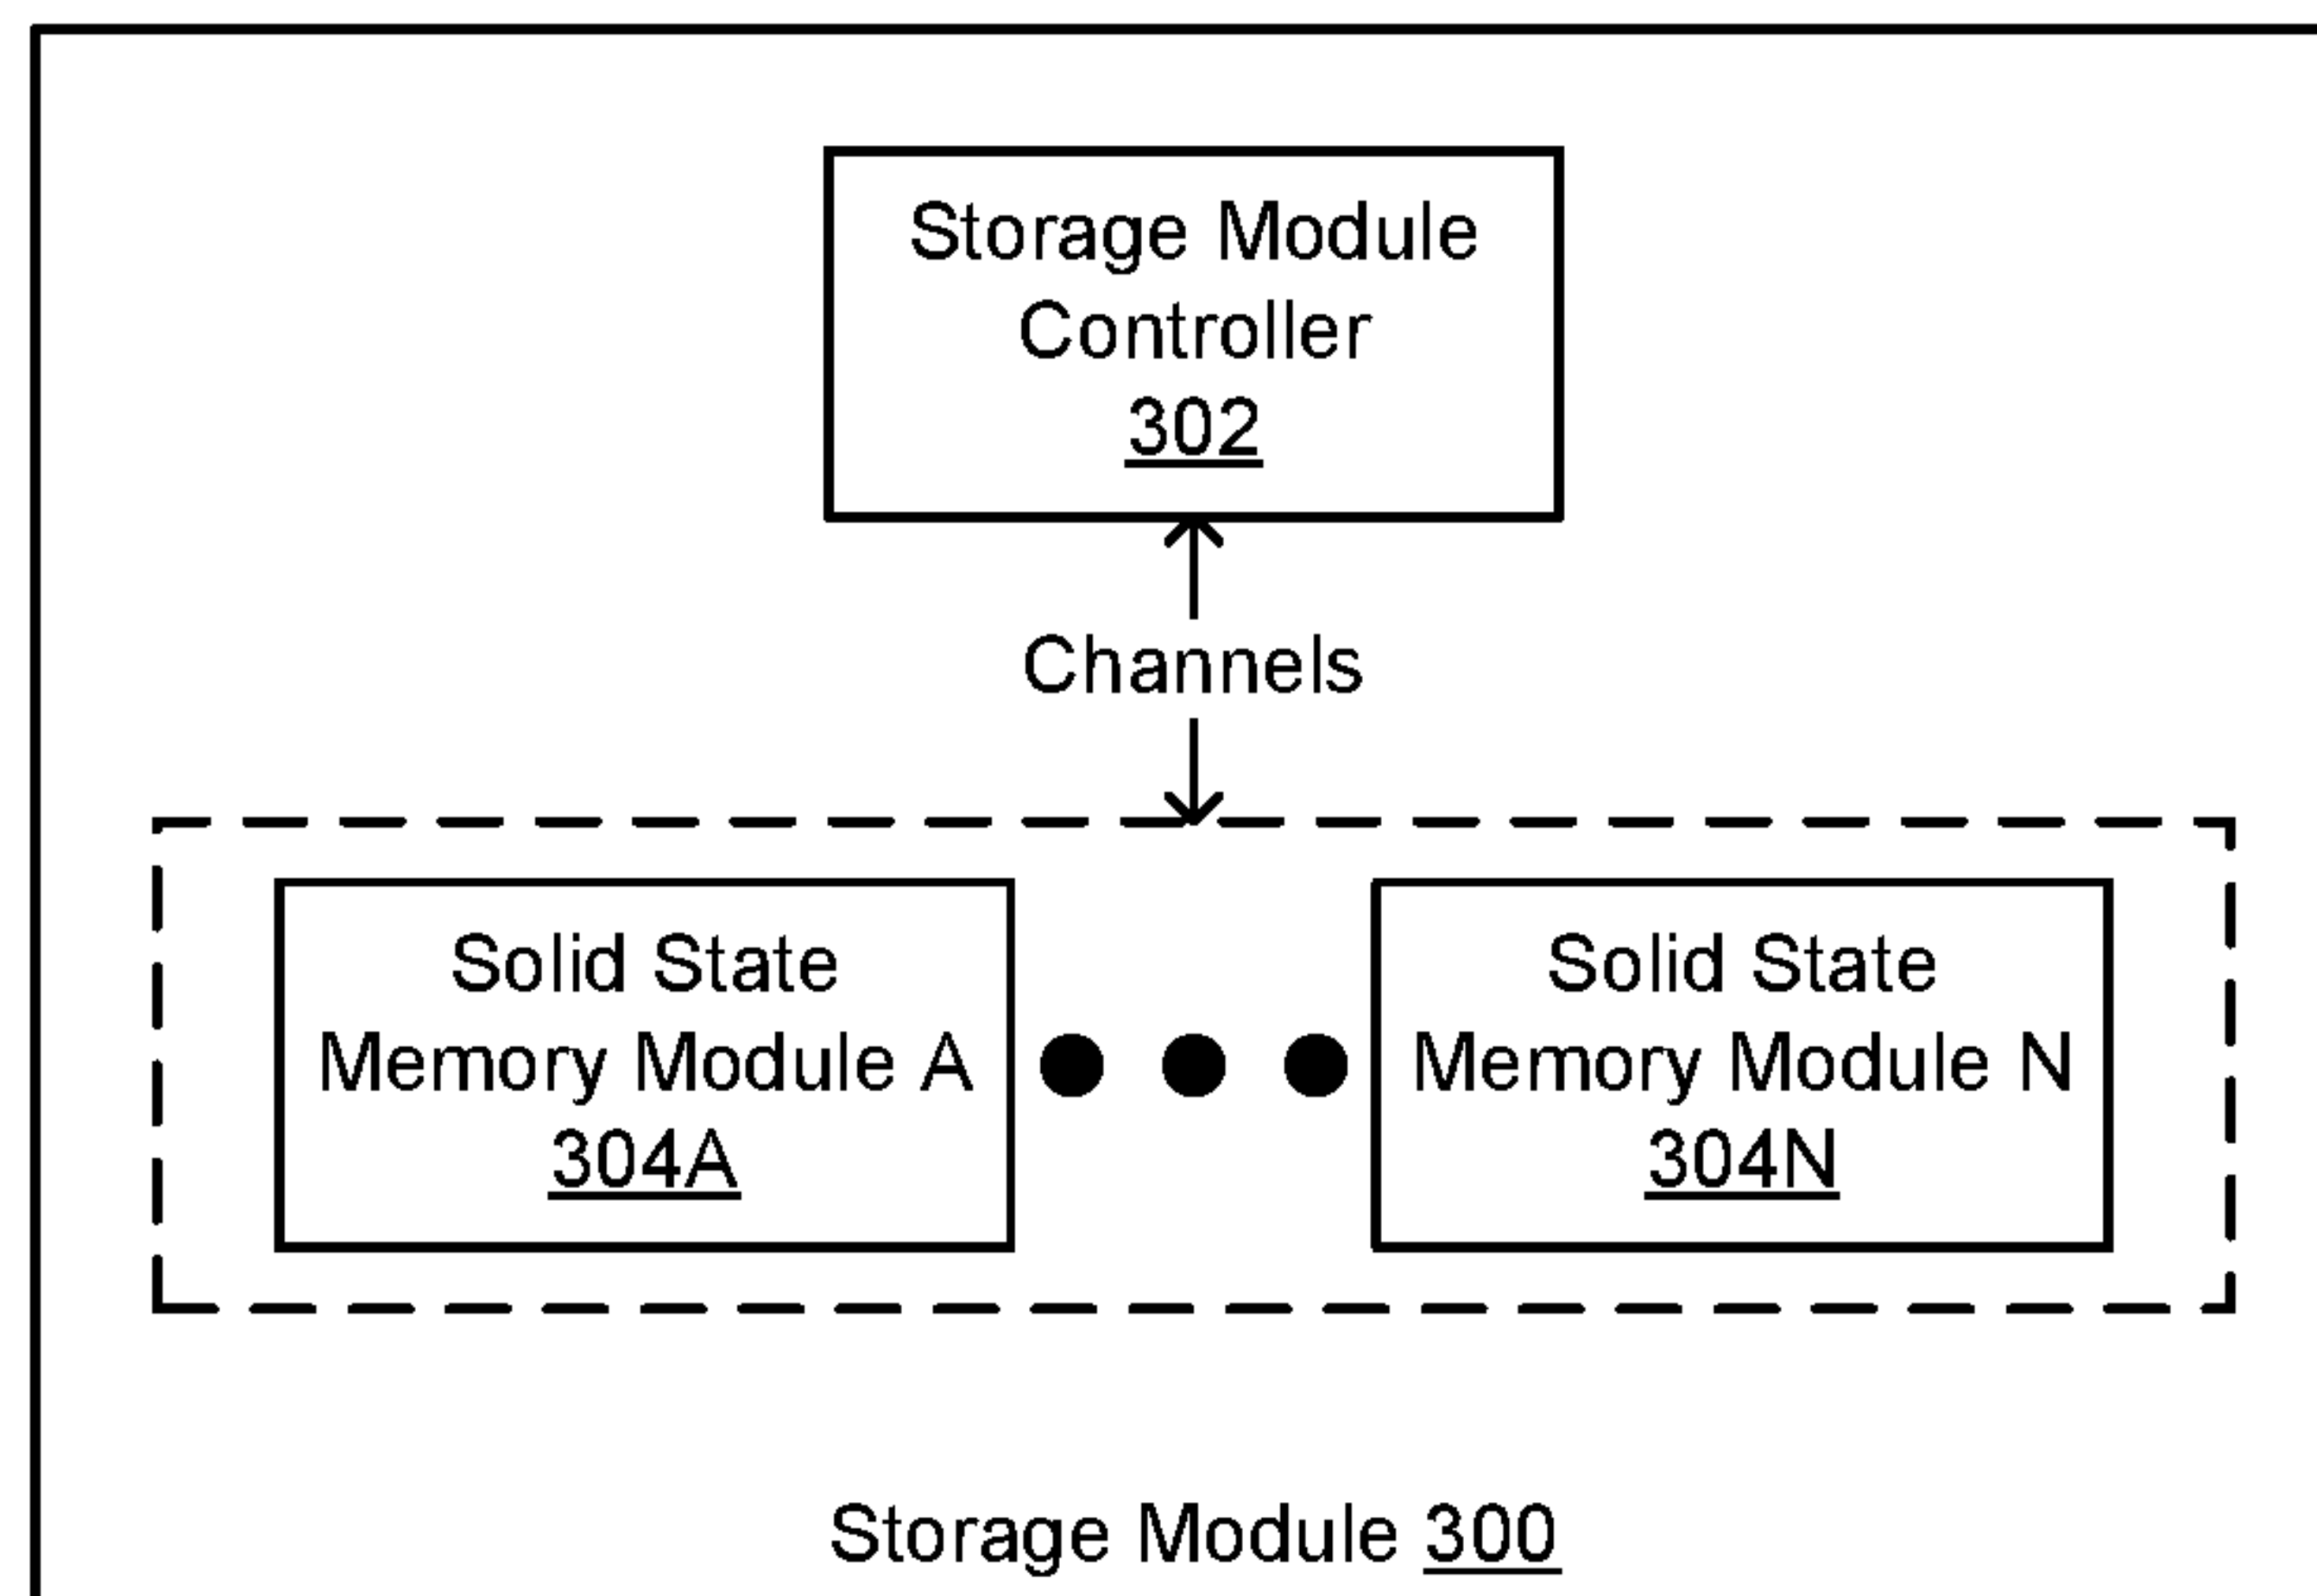 Storage Module
Controller
302
Channels
Solid State
Memory Module A
304A
Solid State
Memory Module N
304N
Storage Module 300